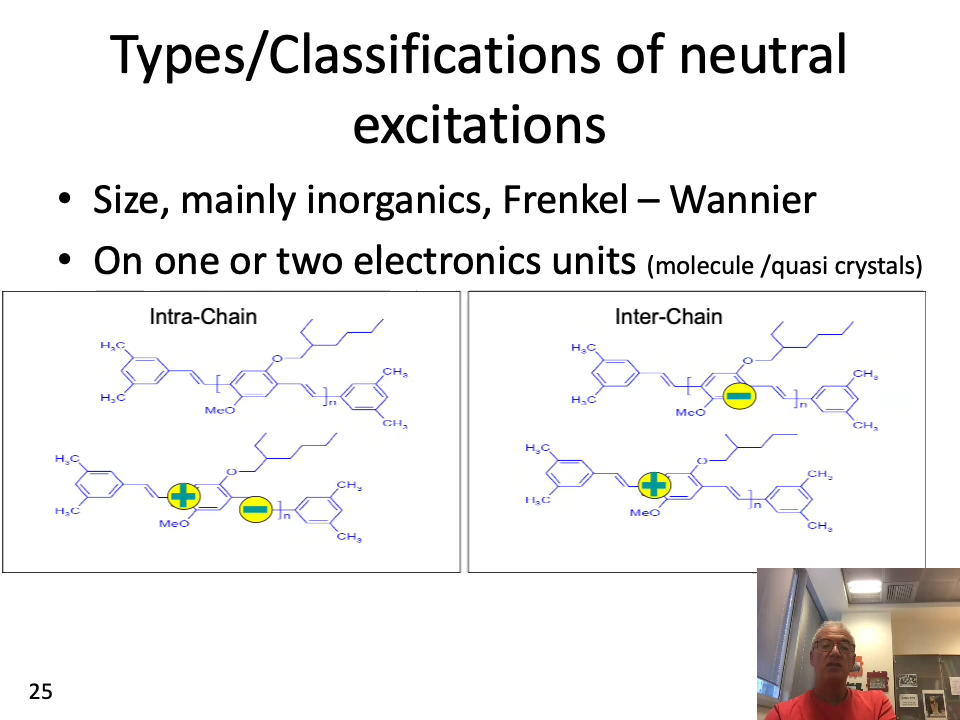 Types/Classifications of neutral
excitations
• Size, mainly inorganics, Frenkel – Wannier
• On one or two electronics units (molecule /quasi crystals)
Intra-Chain
H₃C
O
CH₃
H₃C
[
]n
MeO
CH₃
H₃C
O
+
CH₃
H₃C
−
]n
MeO
CH₃
Inter-Chain
H₃C
O
CH₃
H₃C
[
−
]n
MeO
CH₃
H₃C
O
+
CH₃
H₃C
]n
MeO
CH₃
25